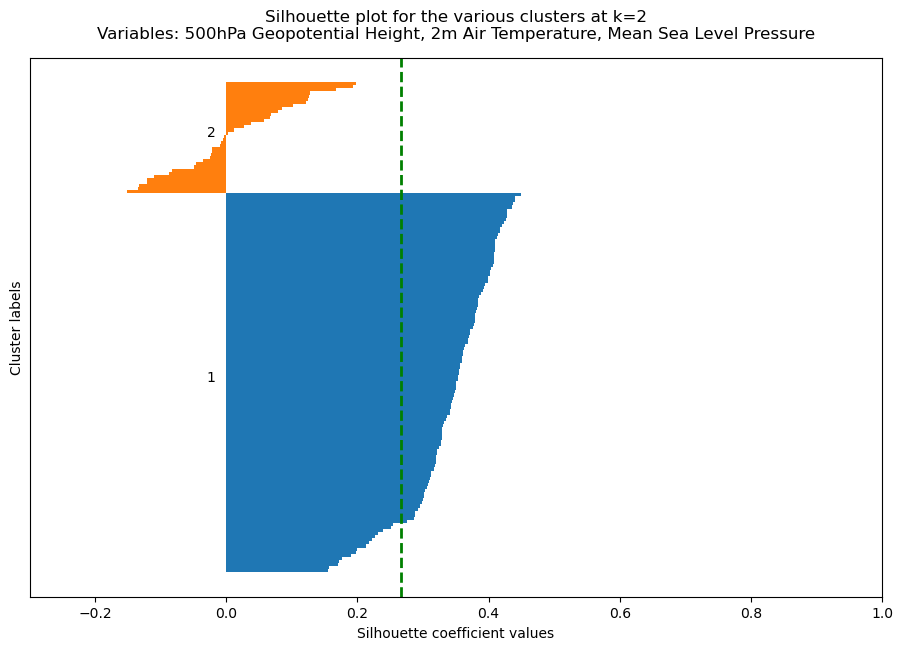 Silhouette plot for the various clusters at k=2
Variables: 500hPa Geopotential Height, 2m Air Temperature, Mean Sea Level Pressure
2
Cluster labels
1
−0.2 0.0 0.2 0.4 0.6 0.8 1.0
Silhouette coefficient values